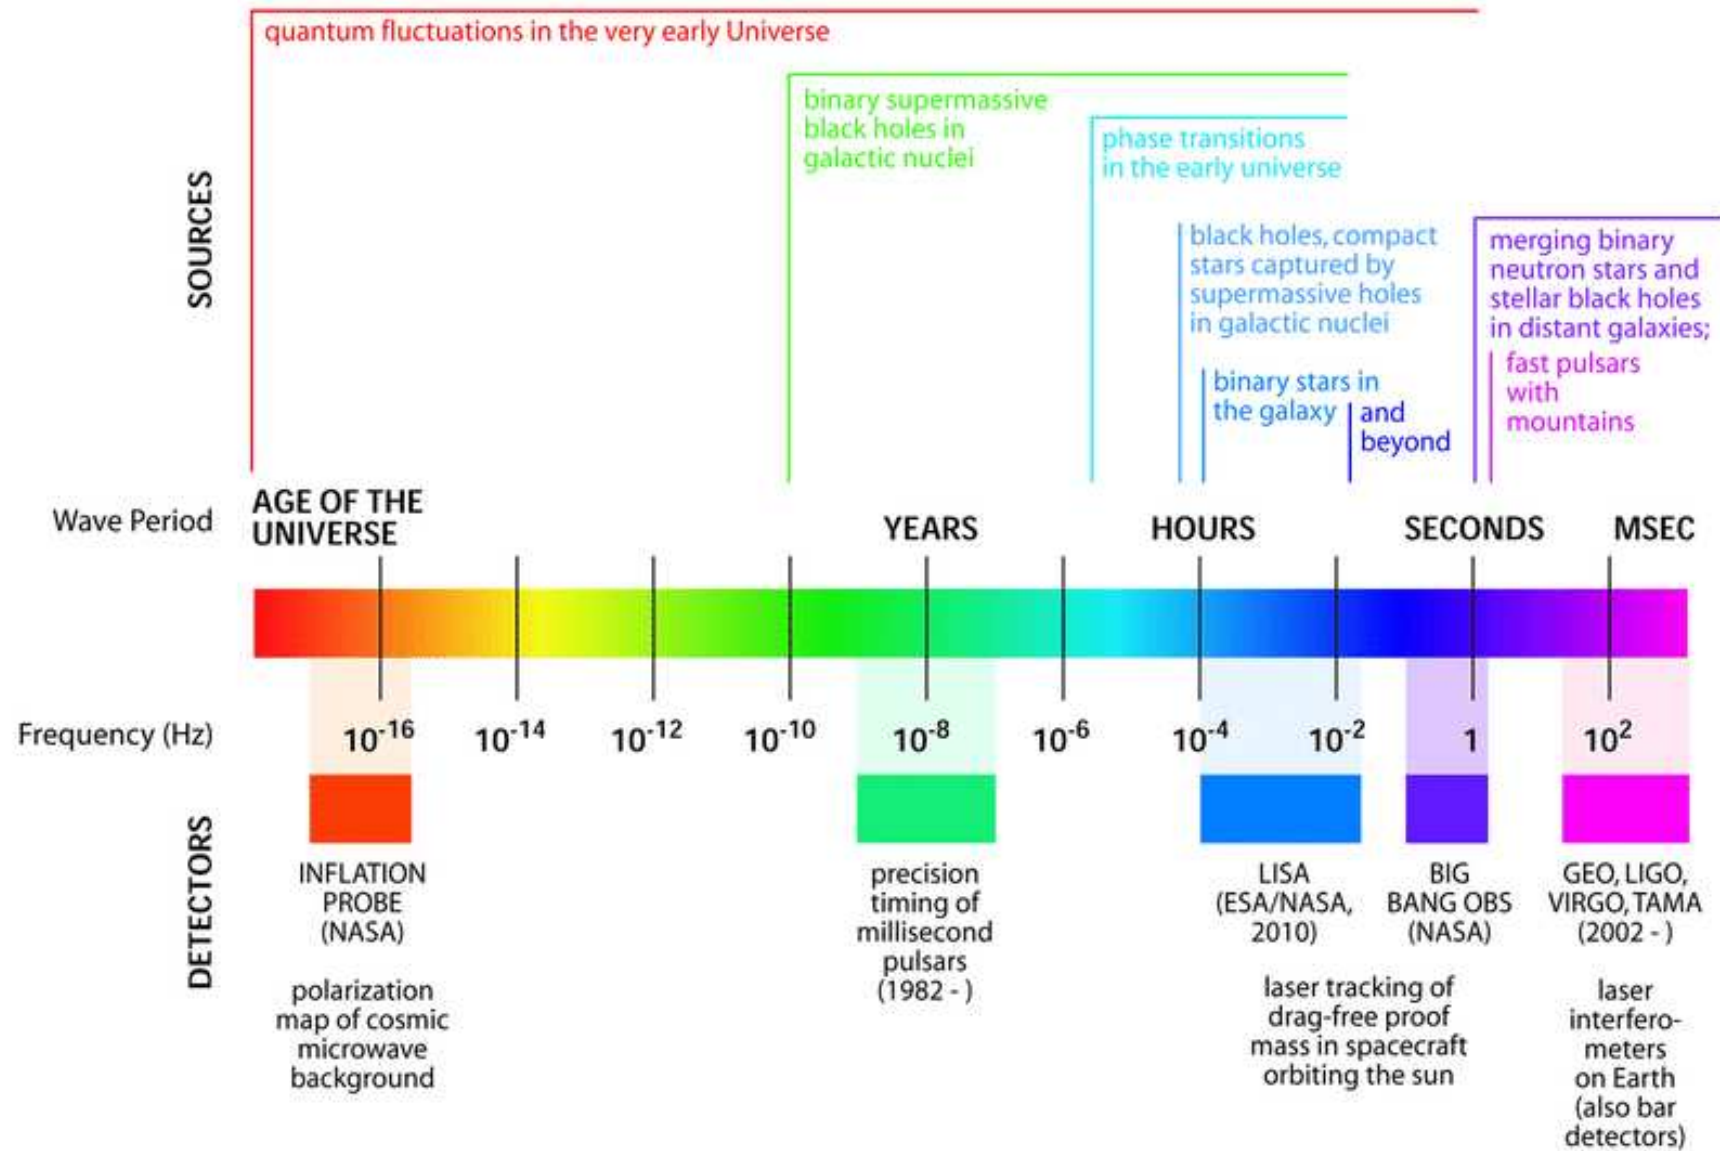 quantum fluctuations in the very early Universe
binary supermassive
black holes in
galactic nuclei
phase transitions
in the early universe
SOURCES
black holes, compact
stars captured by
supermassive holes
in galactic nuclei
merging binary
neutron stars and
stellar black holes
in distant galaxies;
binary stars in
the galaxy
and
beyond
fast pulsars
with
mountains
Wave Period
AGE OF THE
UNIVERSE
YEARS
HOURS
SECONDS
MSEC
Frequency (Hz)
10⁻¹⁶
10⁻¹⁴
10⁻¹²
10⁻¹⁰
10⁻⁸
10⁻⁶
10⁻⁴
10⁻²
1
10²
DETECTORS
INFLATION
PROBE
(NASA)
polarization
map of cosmic
microwave
background
precision
timing of
millisecond
pulsars
(1982 - )
LISA
(ESA/NASA,
2010)
BIG
BANG OBS
(NASA)
laser tracking of
drag-free proof
mass in spacecraft
orbiting the sun
GEO, LIGO,
VIRGO, TAMA
(2002 - )
laser
interfero-
meters
on Earth
(also bar
detectors)